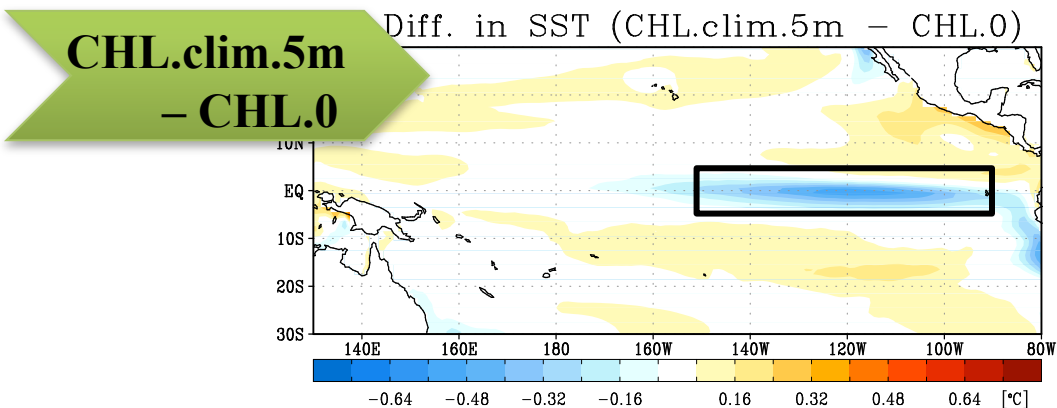 CHL.clim.5m
– CHL.0
Diff. in SST (CHL.clim.5m − CHL.0)
10N
EQ
10S
20S
30S
140E 160E 180 160W 140W 120W 100W 80W
−0.64 −0.48 −0.32 −0.16 0.16 0.32 0.48 0.64 [°C]